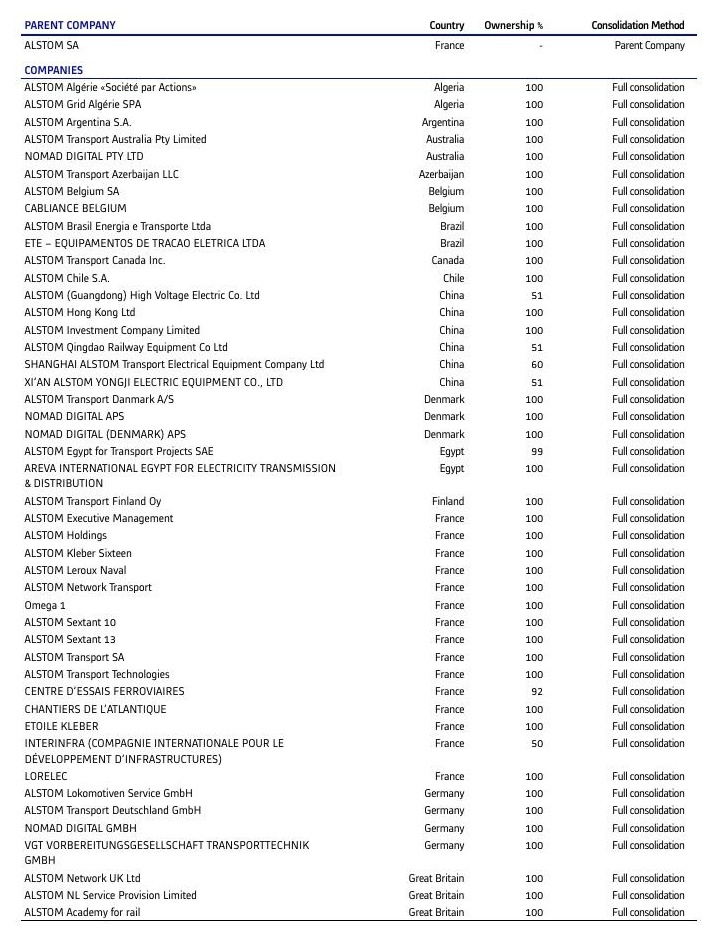 PARENT COMPANY Country Ownership % Consolidation Method
ALSTOM SA France - Parent Company
COMPANIES
ALSTOM Algérie «Société par Actions» Algeria 100 Full consolidation
ALSTOM Grid Algérie SPA Algeria 100 Full consolidation
ALSTOM Argentina S.A. Argentina 100 Full consolidation
ALSTOM Transport Australia Pty Limited Australia 100 Full consolidation
NOMAD DIGITAL PTY LTD Australia 100 Full consolidation
ALSTOM Transport Azerbaijan LLC Azerbaijan 100 Full consolidation
ALSTOM Belgium SA Belgium 100 Full consolidation
CABLIANCE BELGIUM Belgium 100 Full consolidation
ALSTOM Brasil Energia e Transporte Ltda Brazil 100 Full consolidation
ETE – EQUIPAMENTOS DE TRACAO ELETRICA LTDA Brazil 100 Full consolidation
ALSTOM Transport Canada Inc. Canada 100 Full consolidation
ALSTOM Chile S.A. Chile 100 Full consolidation
ALSTOM (Guangdong) High Voltage Electric Co. Ltd China 51 Full consolidation
ALSTOM Hong Kong Ltd China 100 Full consolidation
ALSTOM Investment Company Limited China 100 Full consolidation
ALSTOM Qingdao Railway Equipment Co Ltd China 51 Full consolidation
SHANGHAI ALSTOM Transport Electrical Equipment Company Ltd China 60 Full consolidation
XI'AN ALSTOM YONGJI ELECTRIC EQUIPMENT CO., LTD China 51 Full consolidation
ALSTOM Transport Danmark A/S Denmark 100 Full consolidation
NOMAD DIGITAL APS Denmark 100 Full consolidation
NOMAD DIGITAL (DENMARK) APS Denmark 100 Full consolidation
ALSTOM Egypt for Transport Projects SAE Egypt 99 Full consolidation
AREVA INTERNATIONAL EGYPT FOR ELECTRICITY TRANSMISSION Egypt 100 Full consolidation
& DISTRIBUTION
ALSTOM Transport Finland Oy Finland 100 Full consolidation
ALSTOM Executive Management France 100 Full consolidation
ALSTOM Holdings France 100 Full consolidation
ALSTOM Kleber Sixteen France 100 Full consolidation
ALSTOM Leroux Naval France 100 Full consolidation
ALSTOM Network Transport France 100 Full consolidation
Omega 1 France 100 Full consolidation
ALSTOM Sextant 10 France 100 Full consolidation
ALSTOM Sextant 13 France 100 Full consolidation
ALSTOM Transport SA France 100 Full consolidation
ALSTOM Transport Technologies France 100 Full consolidation
CENTRE D'ESSAIS FERROVIAIRES France 92 Full consolidation
CHANTIERS DE L'ATLANTIQUE France 100 Full consolidation
ETOILE KLEBER France 100 Full consolidation
INTERINFRA (COMPAGNIE INTERNATIONALE POUR LE France 50 Full consolidation
DÉVELOPPEMENT D'INFRASTRUCTURES)
LORELEC France 100 Full consolidation
ALSTOM Lokomotiven Service GmbH Germany 100 Full consolidation
ALSTOM Transport Deutschland GmbH Germany 100 Full consolidation
NOMAD DIGITAL GMBH Germany 100 Full consolidation
VGT VORBEREITUNGSGESELLSCHAFT TRANSPORTTECHNIK Germany 100 Full consolidation
GMBH
ALSTOM Network UK Ltd Great Britain 100 Full consolidation
ALSTOM NL Service Provision Limited Great Britain 100 Full consolidation
ALSTOM Academy for rail Great Britain 100 Full consolidation